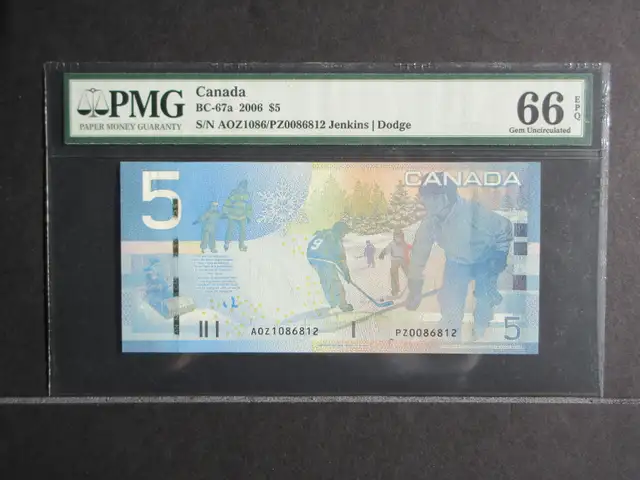 PMG
PAPER MONEY GUARANTY
Canada
BC-67a 2006 $5
S/N AOZ1086/PZ0086812 Jenkins | Dodge
66 EPQ
Gem Uncirculated
5
CANADA
9
AOZ1086812
PZ0086812
5